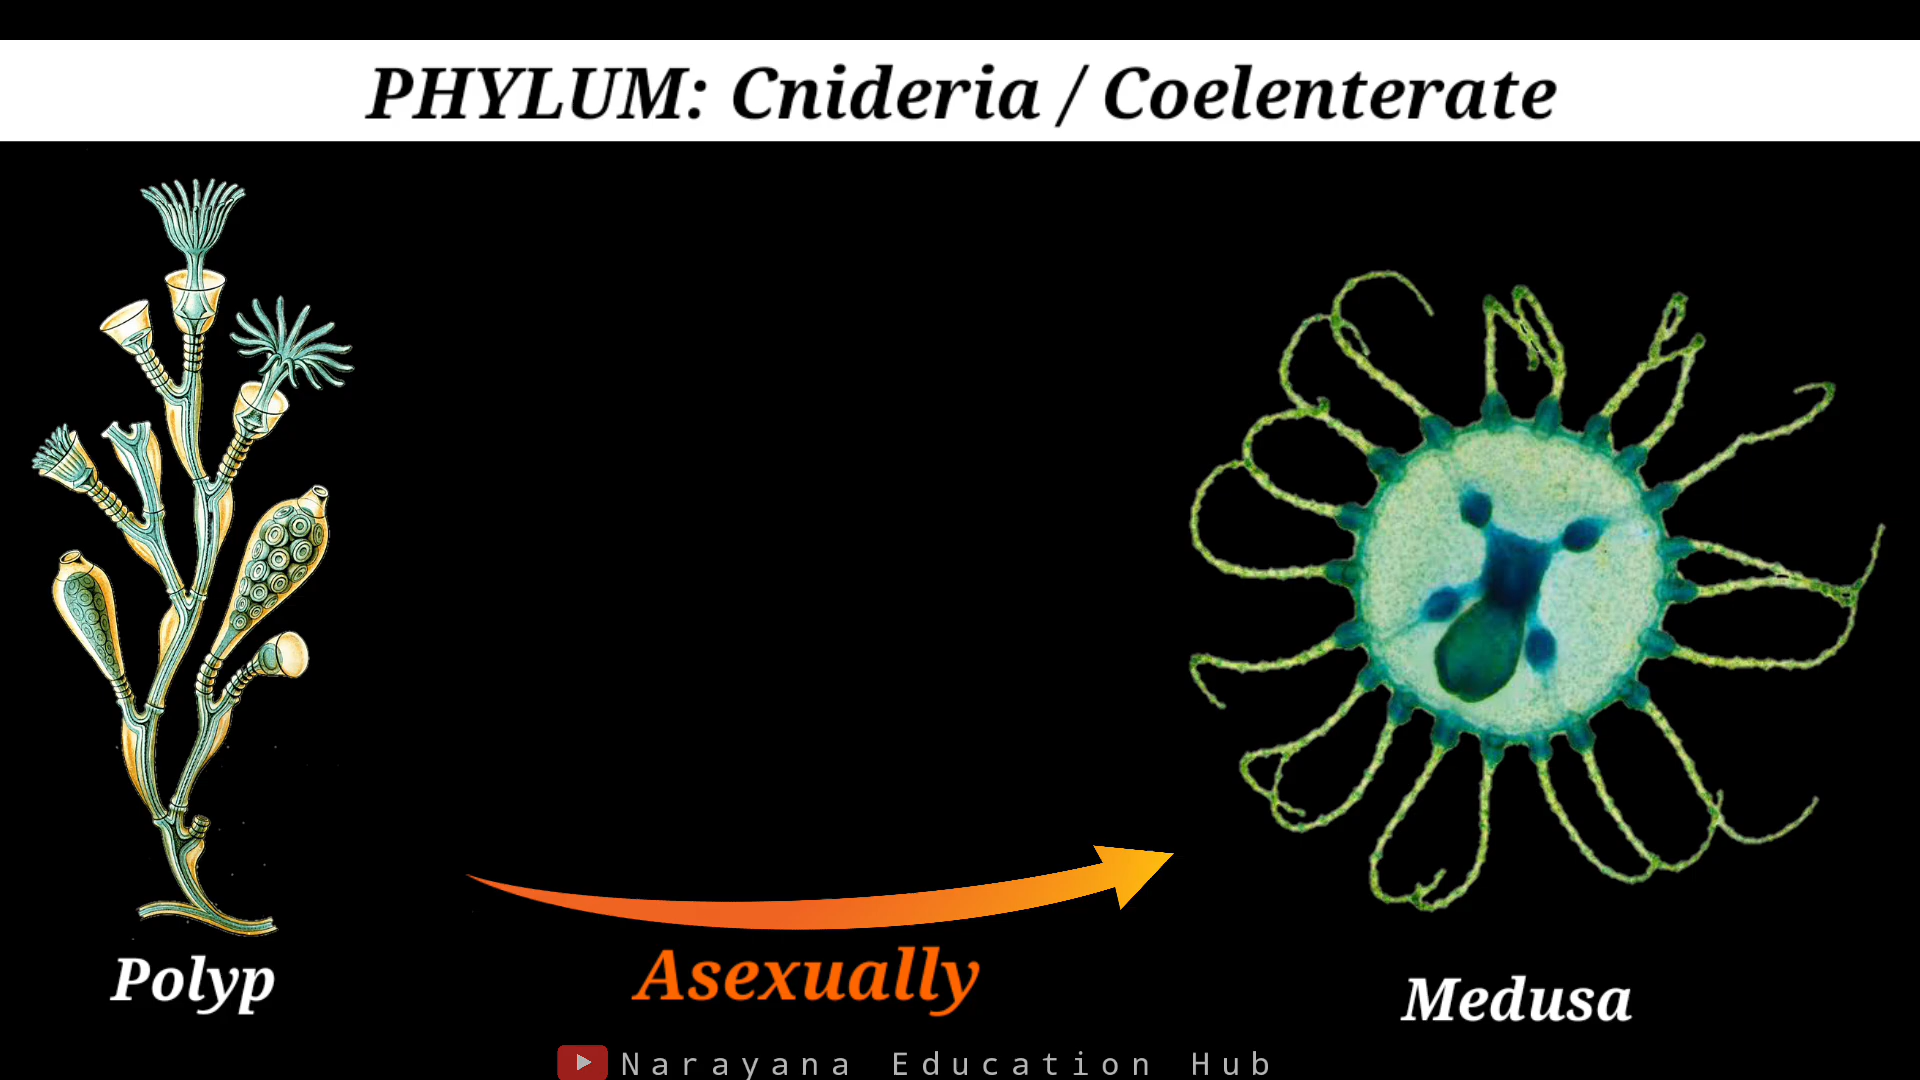 PHYLUM: Cnideria / Coelenterate
Polyp
Asexually
Medusa
Narayana Education Hub